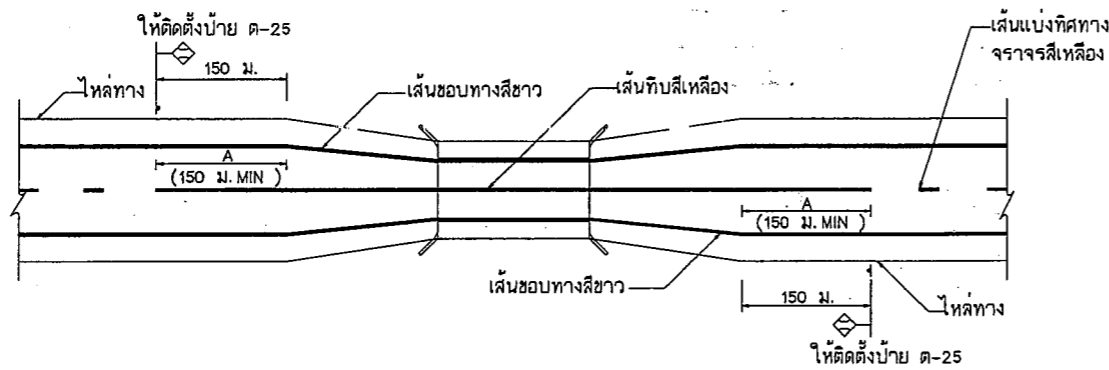 ให้ติดตั้งป้าย ต-25
150 ม.
ไหล่ทาง
เส้นขอบทางสีขาว
เส้นทึบสีเหลือง
เส้นแบ่งทิศทาง
จราจรสีเหลือง
A
(150 ม. MIN)
A
(150 ม. MIN)
เส้นขอบทางสีขาว
150 ม.
ไหล่ทาง
ให้ติดตั้งป้าย ต-25